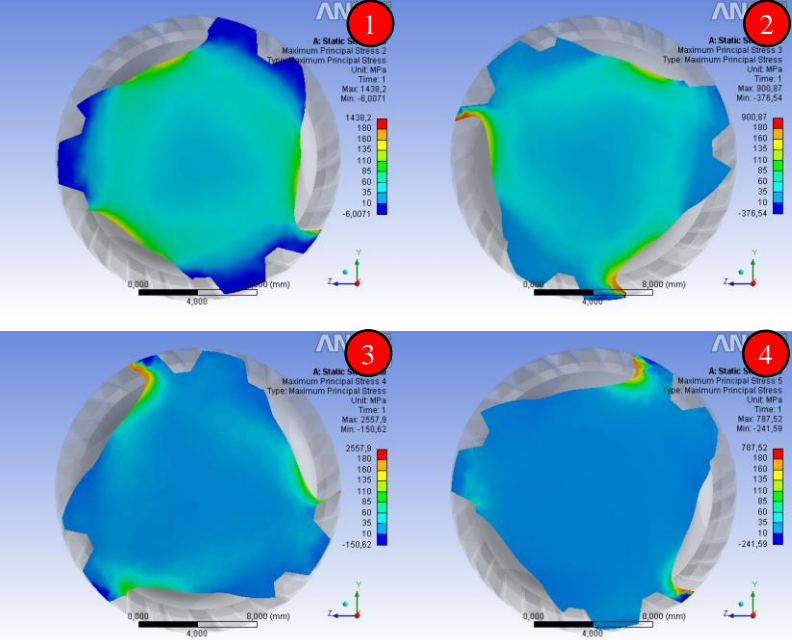 AN
1
A: Static S
Maximum Principal Stress 2
Type: Maximum Principal Stress
Unit: MPa
Time: 1
Max: 1438,2
Min: -6,0071
1438,2
180
160
135
110
85
60
35
10
-6,0071
Y
Z
0,000
8,000 (mm)
4,000
AN
2
A: Static S
Maximum Principal Stress 3
Type: Maximum Principal Stress
Unit: MPa
Time: 1
Max: 900,87
Min: -376,54
900,87
180
160
135
110
85
60
35
10
-376,54
Y
Z
0,000
8,000 (mm)
4,000
AN
3
A: Static S
Maximum Principal Stress 4
Type: Maximum Principal Stress
Unit: MPa
Time: 1
Max: 2557,9
Min: -150,62
2557,9
180
160
135
110
85
60
35
10
-150,62
Y
Z
0,000
8,000 (mm)
4,000
AN
4
A: Static S
Maximum Principal Stress 5
Type: Maximum Principal Stress
Unit: MPa
Time: 1
Max: 787,52
Min: -241,59
787,52
180
160
135
110
85
60
35
10
-241,59
Y
Z
0,000
8,000 (mm)
4,000